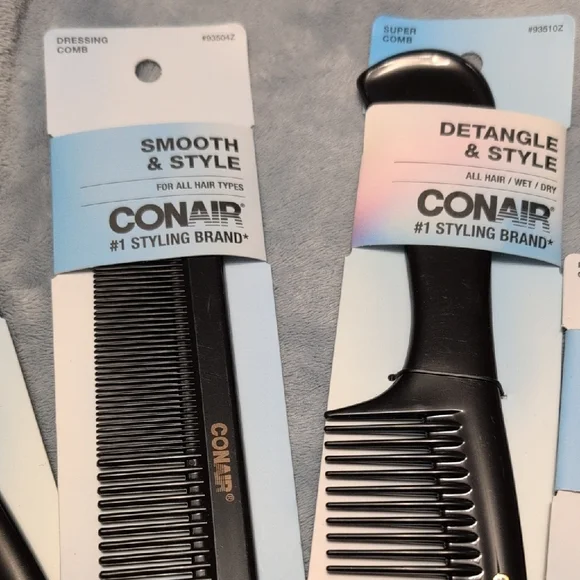 DRESSING
COMB
#93504Z
SMOOTH
& STYLE
FOR ALL HAIR TYPES
CONAIR®
#1 STYLING BRAND*
CONAIR®
SUPER
COMB
#93510Z
DETANGLE
& STYLE
ALL HAIR / WET / DRY
CONAIR®
#1 STYLING BRAND*